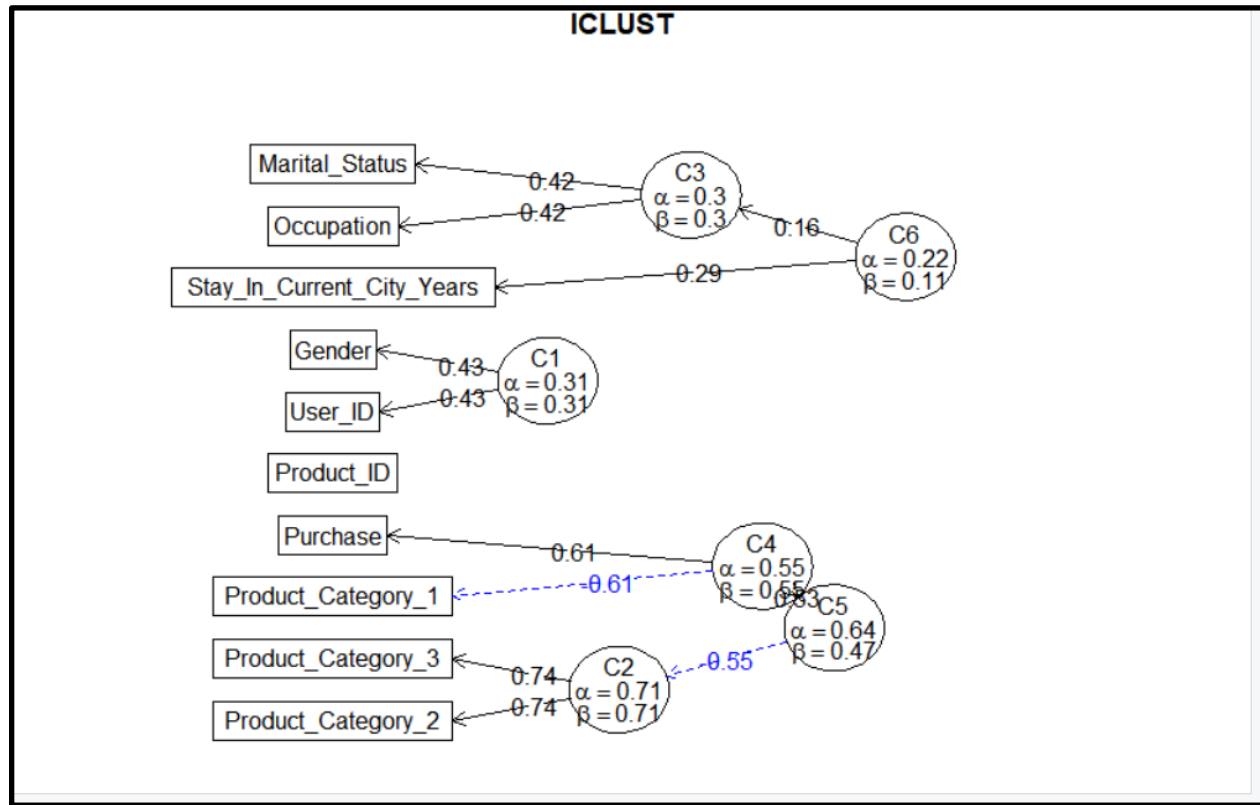 ICLUST
Marital_Status
0.42
C3
α = 0.3
β = 0.3
Occupation
0.42
0.16
C6
α = 0.22
β = 0.11
Stay_In_Current_City_Years
0.29
Gender
0.43
C1
α = 0.31
β = 0.31
User_ID
0.43
Product_ID
Purchase
0.61
C4
α = 0.55
β = 0.55
Product_Category_1
-0.61
C5
α = 0.64
β = 0.47
Product_Category_3
0.74
C2
α = 0.71
β = 0.71
-0.55
Product_Category_2
0.74